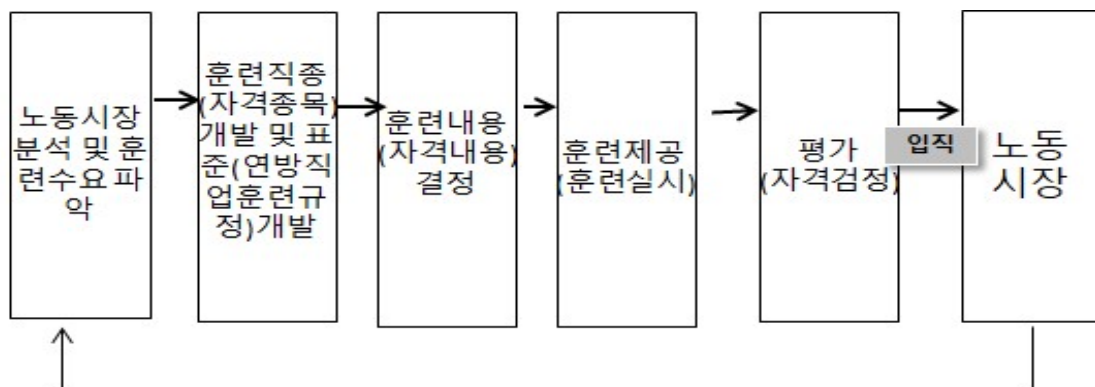 노동시장
분석 및 훈
련수요파
악
훈련직종
(자격종목)
개발 및 표
준(연방직
업훈련규
정)개발
훈련내용
(자격내용)
결정
훈련제공
(훈련실시)
평가
(자격검정)
입직
노동
시장